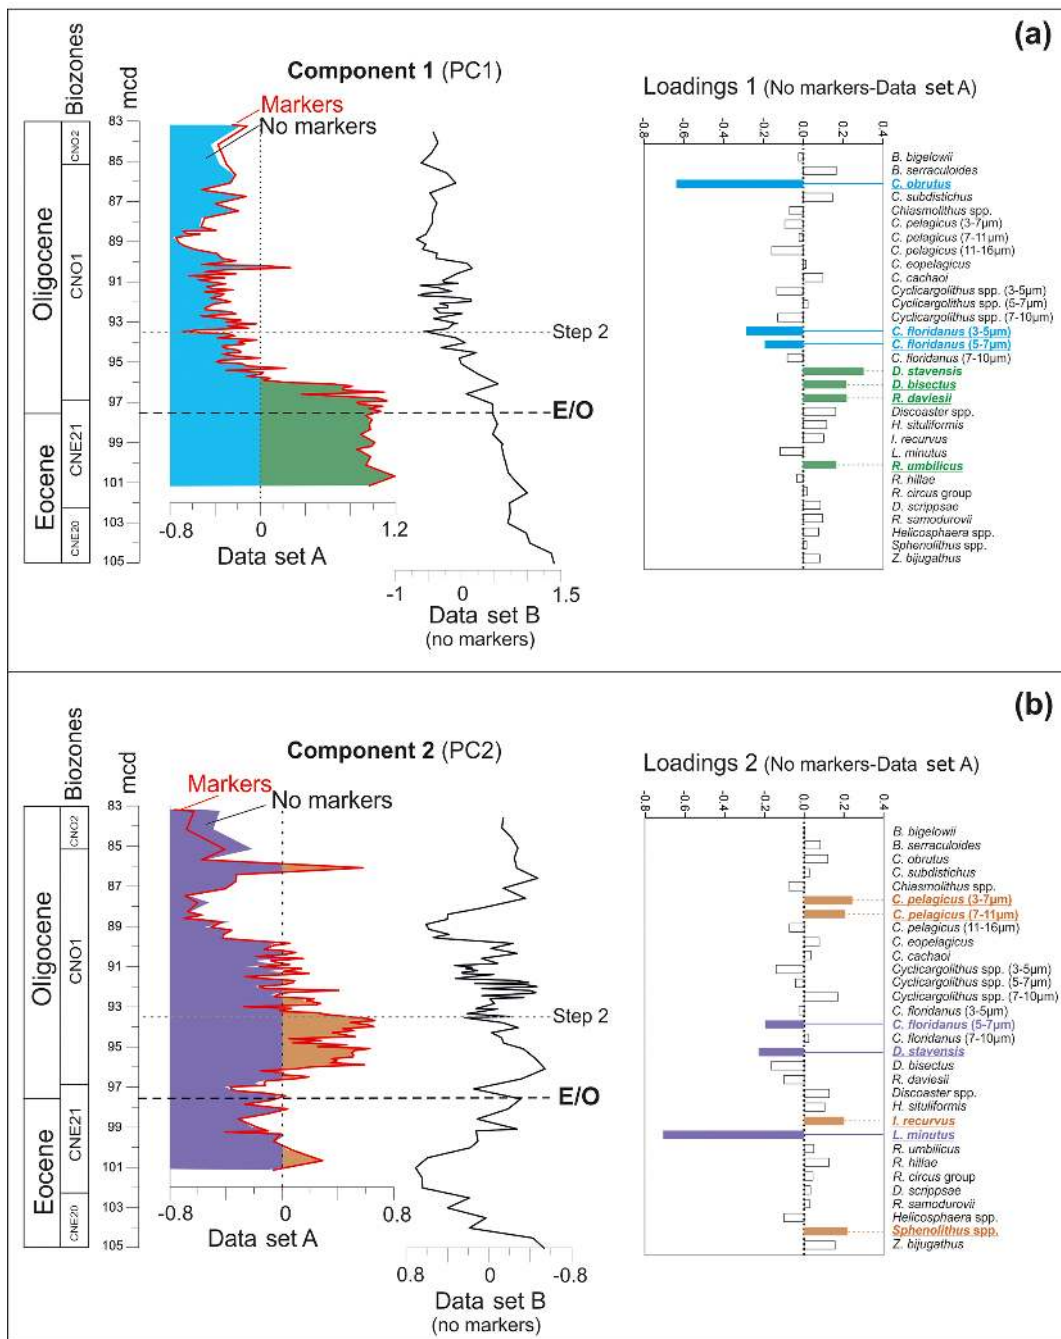 (a)
Biozones
mcd
Component 1 (PC1)
Markers
No markers
Oligocene
Eocene
CNO2
CNO1
CNE21
CNE20
83
85
87
89
91
93
95
97
99
101
103
105
Step 2
E/O
-0.8
0
1.2
Data set A
-1
0
1.5
Data set B
(no markers)
Loadings 1 (No markers-Data set A)
-0.8
-0.6
-0.4
-0.2
0.0
0.2
0.4
B. bigelowii
B. serraculoides
C. obrutus
C. subdistichus
Chiasmolithus spp.
C. pelagicus (3-7µm)
C. pelagicus (7-11µm)
C. pelagicus (11-16µm)
C. eopelagicus
C. cachaoi
Cyclicargolithus spp. (3-5µm)
Cyclicargolithus spp. (5-7µm)
Cyclicargolithus spp. (7-10µm)
C. floridanus (3-5µm)
C. floridanus (5-7µm)
C. floridanus (7-10µm)
D. stavensis
D. bisectus
R. daviesii
Discoaster spp.
H. situliformis
I. recurvus
L. minutus
R. umbilicus
R. hillae
R. circus group
D. scrippsae
R. samodurovii
Helicosphaera spp.
Sphenolithus spp.
Z. bijugathus
(b)
Biozones
mcd
Component 2 (PC2)
Markers
No markers
Oligocene
Eocene
CNO2
CNO1
CNE21
CNE20
83
85
87
89
91
93
95
97
99
101
103
105
Step 2
E/O
-0.8
0
0.8
Data set A
0.8
0
-0.8
Data set B
(no markers)
Loadings 2 (No markers-Data set A)
-0.8
-0.6
-0.4
-0.2
0.0
0.2
0.4
B. bigelowii
B. serraculoides
C. obrutus
C. subdistichus
Chiasmolithus spp.
C. pelagicus (3-7µm)
C. pelagicus (7-11µm)
C. pelagicus (11-16µm)
C. eopelagicus
C. cachaoi
Cyclicargolithus spp. (3-5µm)
Cyclicargolithus spp. (5-7µm)
Cyclicargolithus spp. (7-10µm)
C. floridanus (3-5µm)
C. floridanus (5-7µm)
C. floridanus (7-10µm)
D. stavensis
D. bisectus
R. daviesii
Discoaster spp.
H. situliformis
I. recurvus
L. minutus
R. umbilicus
R. hillae
R. circus group
D. scrippsae
R. samodurovii
Helicosphaera spp.
Sphenolithus spp.
Z. bijugathus